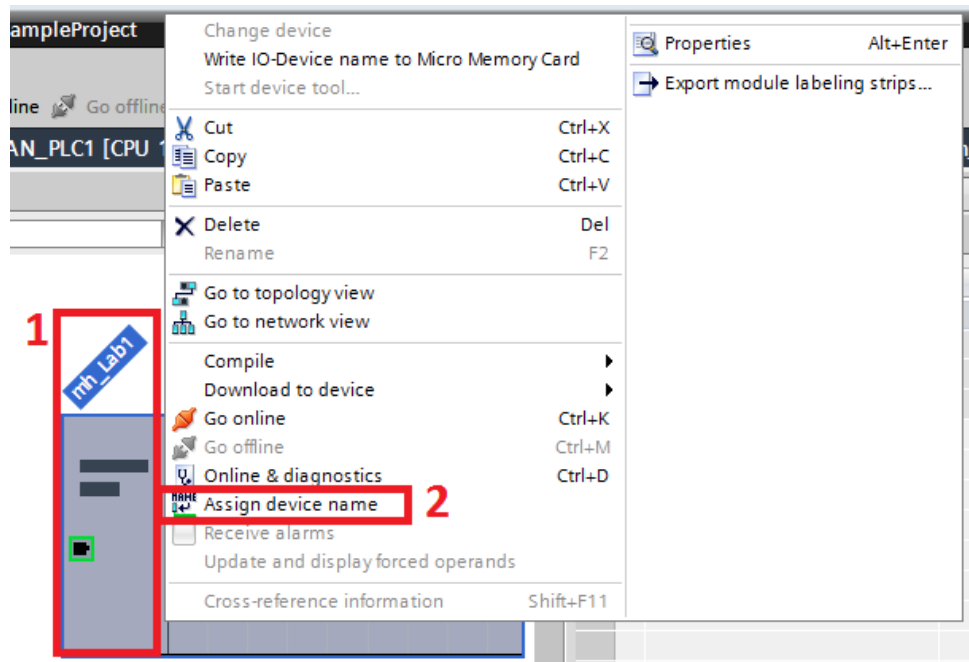 ampleProject
line Go offline
AN_PLC1 [CPU 1
1
mh_Lab1
Change device
Write IO-Device name to Micro Memory Card
Start device tool...
Cut Ctrl+X
Copy Ctrl+C
Paste Ctrl+V
Delete Del
Rename F2
Go to topology view
Go to network view
Compile
Download to device
Go online Ctrl+K
Go offline Ctrl+M
Online & diagnostics Ctrl+D
NAME Assign device name 2
Receive alarms
Update and display forced operands
Cross-reference information Shift+F11
Properties Alt+Enter
Export module labeling strips...